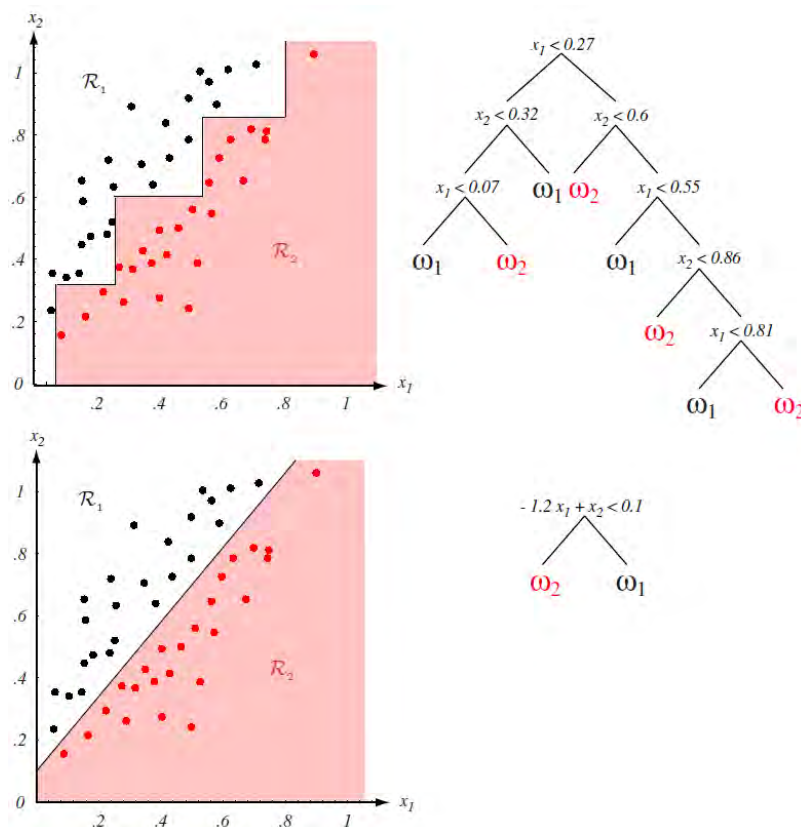 x₂
1
.8
.6
.4
.2
0
.2 .4 .6 .8 1 x₁
R₁
R₂
x₁ < 0.27
x₂ < 0.32 x₂ < 0.6
x₁ < 0.07 ω₁ ω₂ x₁ < 0.55
ω₁ ω₂ ω₁ x₂ < 0.86
ω₂ x₁ < 0.81
ω₁ ω₂
x₂
1
.8
.6
.4
.2
0
.2 .4 .6 .8 1 x₁
R₁
R₂
- 1.2 x₁ + x₂ < 0.1
ω₂ ω₁